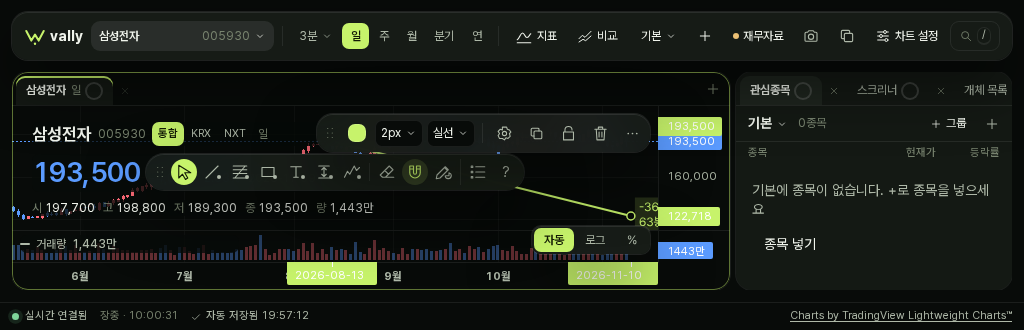 vally 삼성전자 005930 3분 일 주 월 분기 연 지표 비교 기본 재무자료 차트 설정 /
삼성전자 일
관심종목 스크리너 개체 목록
삼성전자 005930 통합 KRX NXT 일
2px 실선
193,500
193,500
기본 0종목 + 그룹
종목 현재가 등락률
193,500
?
160,000
기본에 종목이 없습니다. +로 종목을 넣으세
요
시 197,700 고 198,800 저 189,300 종 193,500 량 1,443만
-36
63봉
122,718
종목 넣기
거래량 1,443만
자동 로그 %
1443만
6월 7월 2026-08-13 9월 10월 2026-11-10
실시간 연결됨 장중 · 10:00:31 자동 저장됨 19:57:12
Charts by TradingView Lightweight Charts™